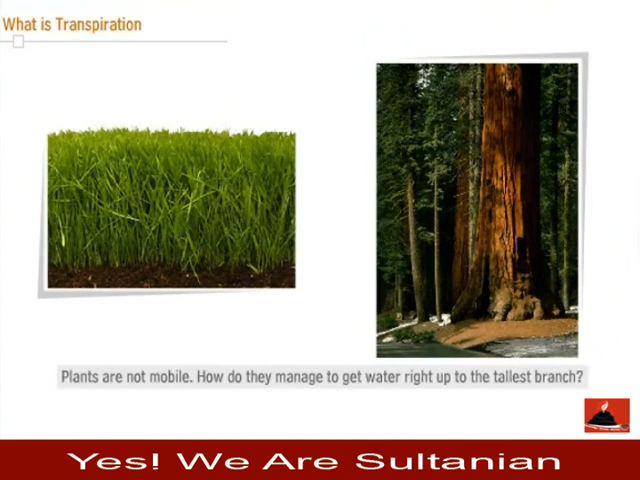 What is Transpiration
Plants are not mobile. How do they manage to get water right up to the tallest branch?
Yes! We Are Sultanian